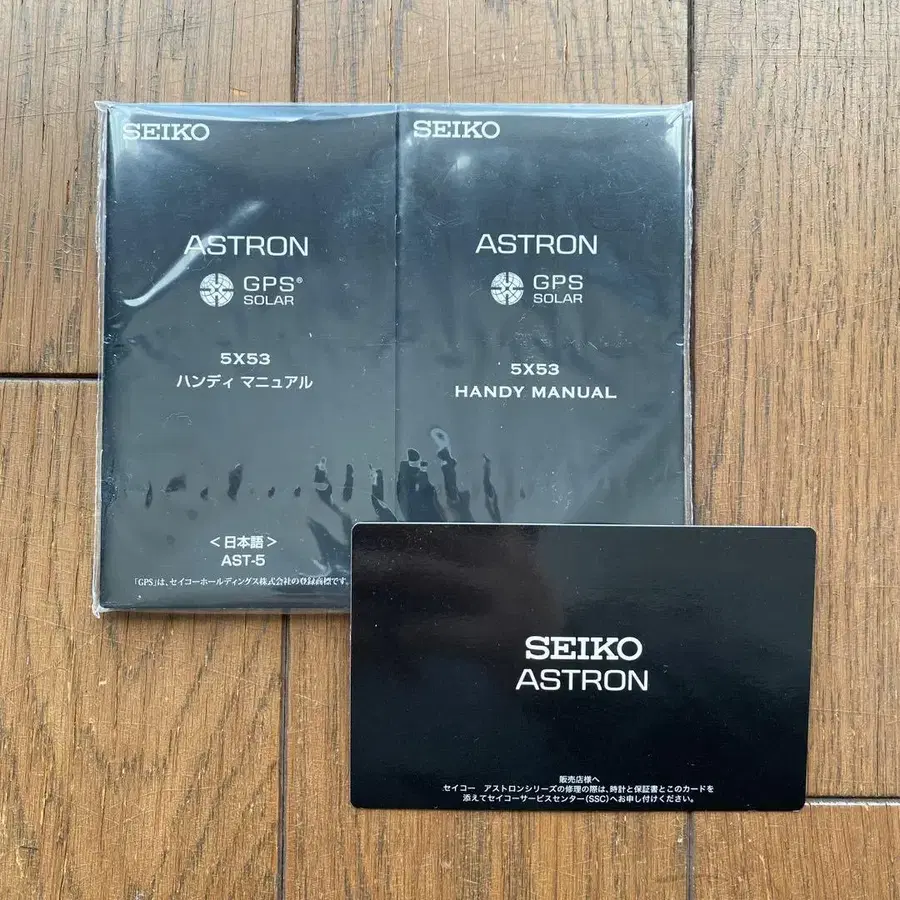 SEIKO
ASTRON
GPS®
SOLAR
5X53
ハンディ マニュアル
<日本語>
AST-5
「GPS」は、セイコーホールディングス株式会社の登録商標です。
SEIKO
ASTRON
GPS
SOLAR
5X53
HANDY MANUAL
SEIKO
ASTRON
販売店様へ
セイコー アストロンシリーズの修理の際は、時計と保証書とこのカードを
添えてセイコーサービスセンター(SSC)へお申し付けください。